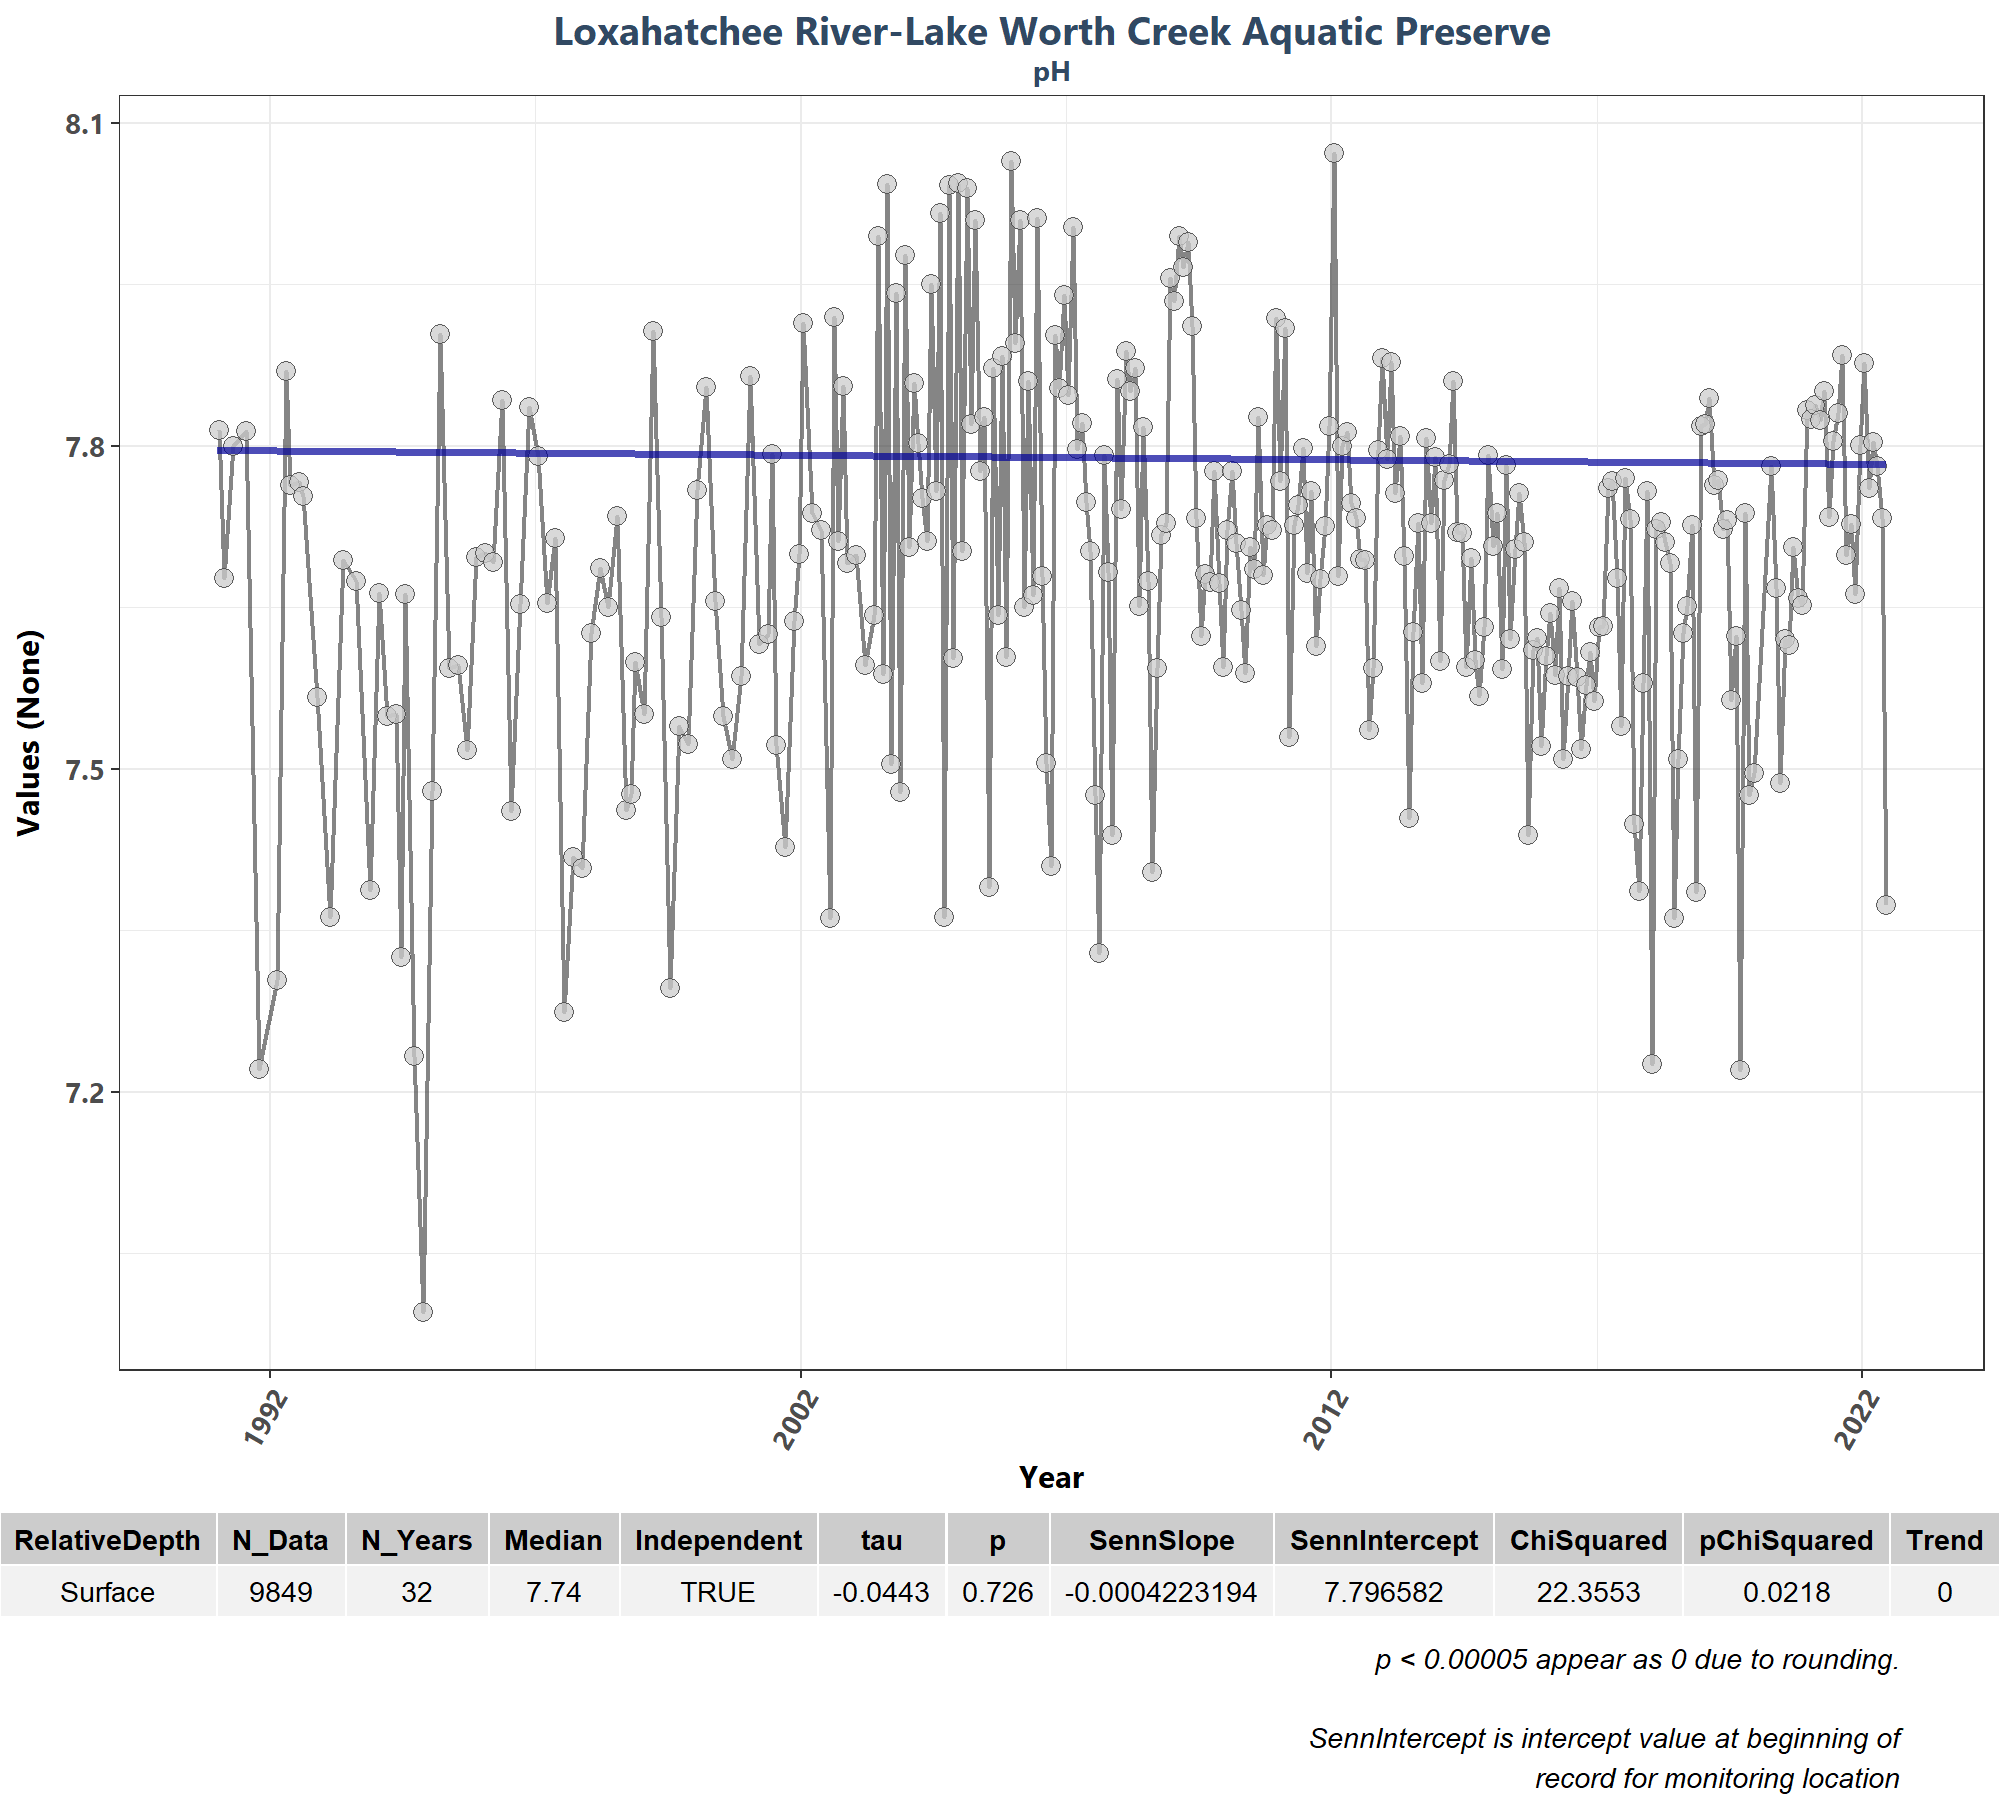 Loxahatchee River-Lake Worth Creek Aquatic Preserve
pH
8.1
7.8
7.5
7.2
Values (None)
1992
2002
2012
2022
Year
RelativeDepth N_Data N_Years Median Independent tau p SennSlope SennIntercept ChiSquared pChiSquared Trend
Surface 9849 32 7.74 TRUE -0.0443 0.726 -0.0004223194 7.796582 22.3553 0.0218 0
p < 0.00005 appear as 0 due to rounding.
SennIntercept is intercept value at beginning of
record for monitoring location